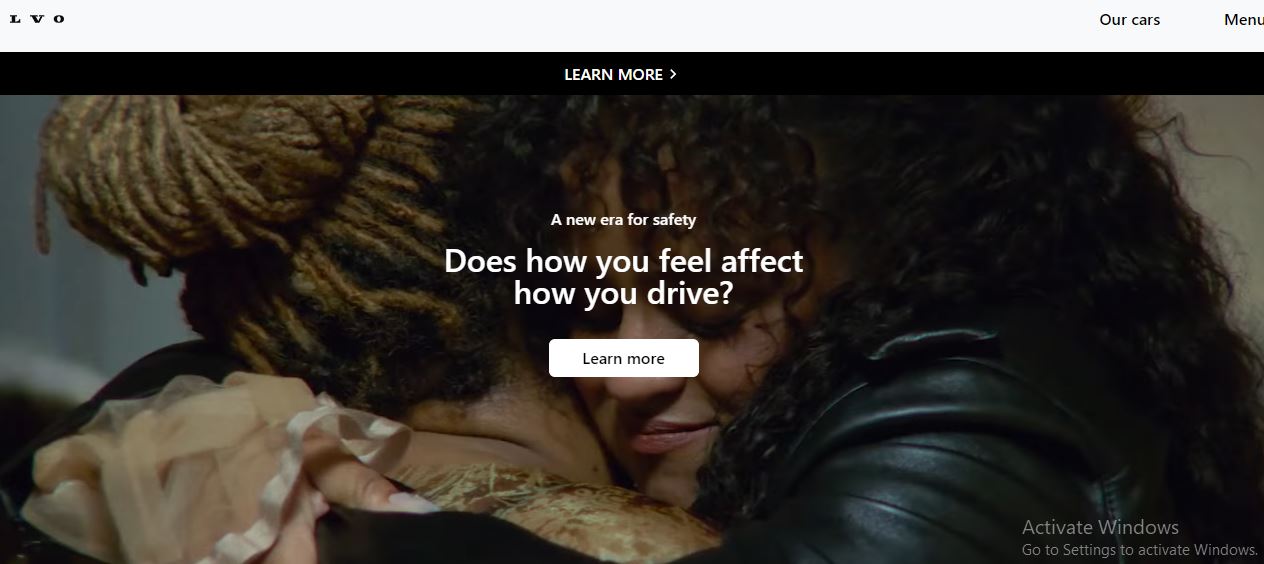 L V O
Our cars
Menu
LEARN MORE >
A new era for safety
Does how you feel affect
how you drive?
Learn more
Activate Windows
Go to Settings to activate Windows.